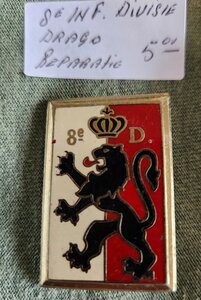 8e INF. DIVISIE
DRAGO
REPARATIE
5.00
8e D.